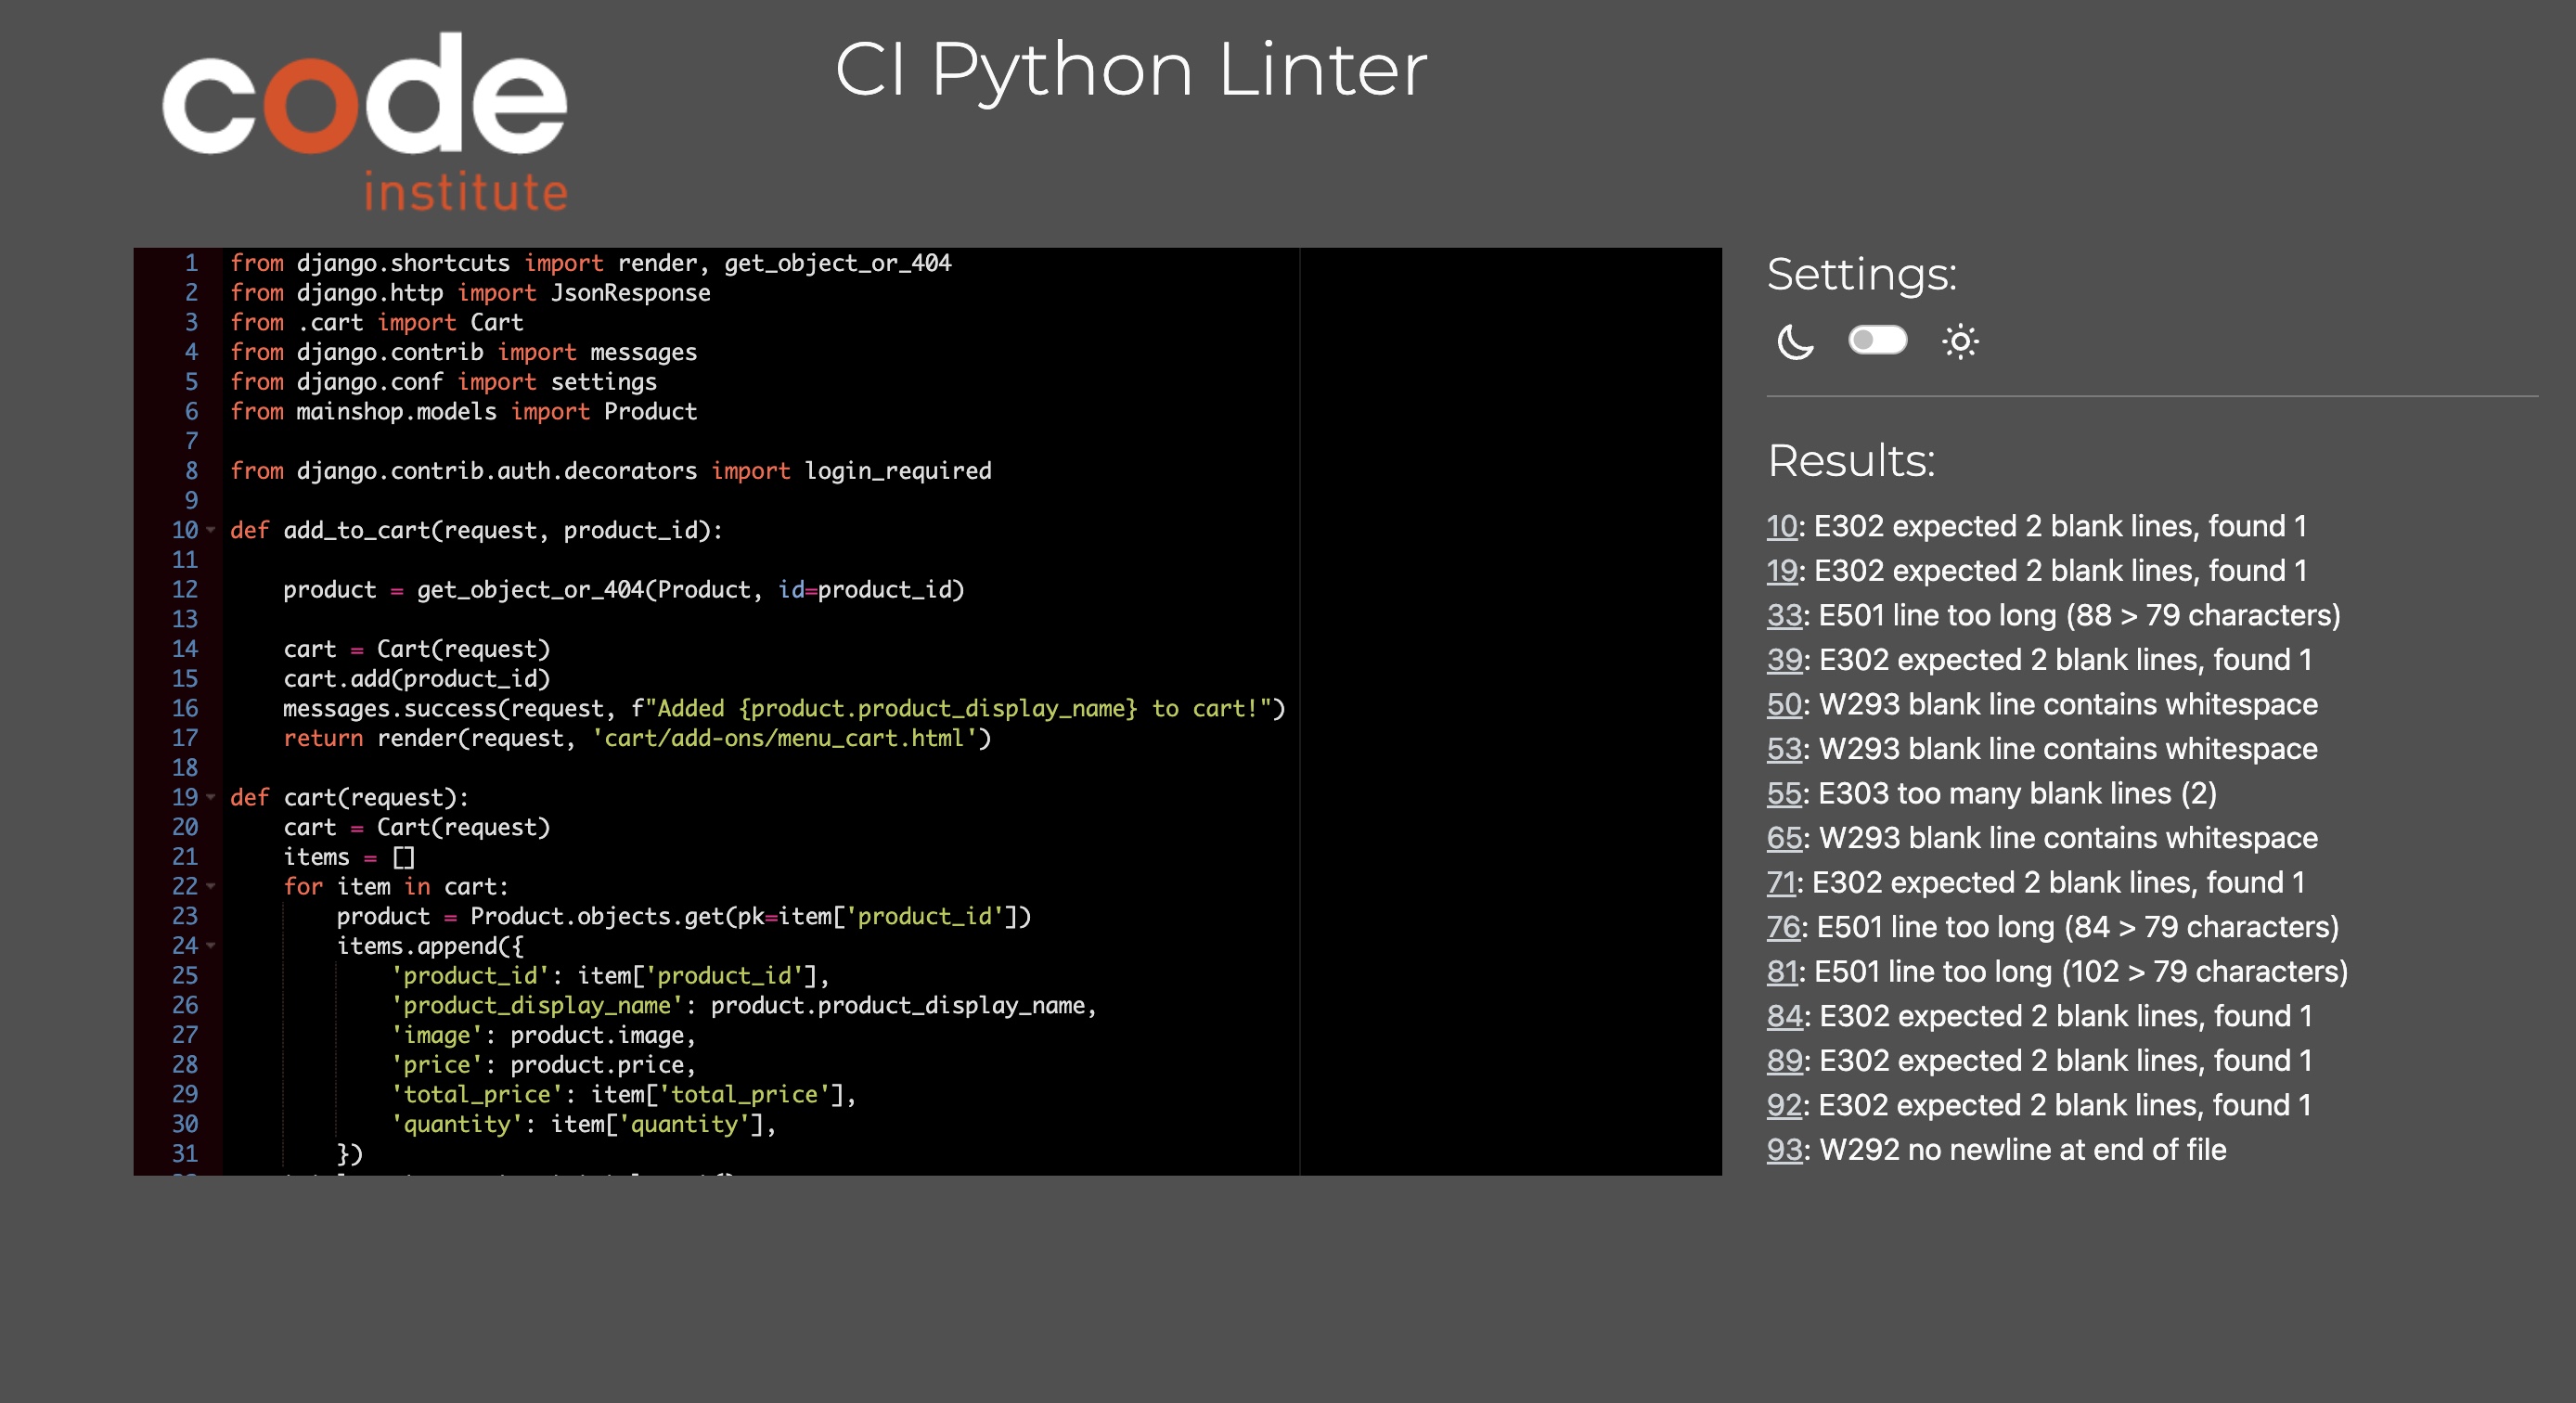 code
institute
CI Python Linter
1 from django.shortcuts import render, get_object_or_404
2 from django.http import JsonResponse
3 from .cart import Cart
4 from django.contrib import messages
5 from django.conf import settings
6 from mainshop.models import Product
7
8 from django.contrib.auth.decorators import login_required
9
10 def add_to_cart(request, product_id):
11
12     product = get_object_or_404(Product, id=product_id)
13
14     cart = Cart(request)
15     cart.add(product_id)
16     messages.success(request, f"Added {product.product_display_name} to cart!")
17     return render(request, 'cart/add-ons/menu_cart.html')
18
19 def cart(request):
20     cart = Cart(request)
21     items = []
22     for item in cart:
23         product = Product.objects.get(pk=item['product_id'])
24         items.append({
25             'product_id': item['product_id'],
26             'product_display_name': product.product_display_name,
27             'image': product.image,
28             'price': product.price,
29             'total_price': item['total_price'],
30             'quantity': item['quantity'],
31         })
Settings:
Results:
10: E302 expected 2 blank lines, found 1
19: E302 expected 2 blank lines, found 1
33: E501 line too long (88 > 79 characters)
39: E302 expected 2 blank lines, found 1
50: W293 blank line contains whitespace
53: W293 blank line contains whitespace
55: E303 too many blank lines (2)
65: W293 blank line contains whitespace
71: E302 expected 2 blank lines, found 1
76: E501 line too long (84 > 79 characters)
81: E501 line too long (102 > 79 characters)
84: E302 expected 2 blank lines, found 1
89: E302 expected 2 blank lines, found 1
92: E302 expected 2 blank lines, found 1
93: W292 no newline at end of file